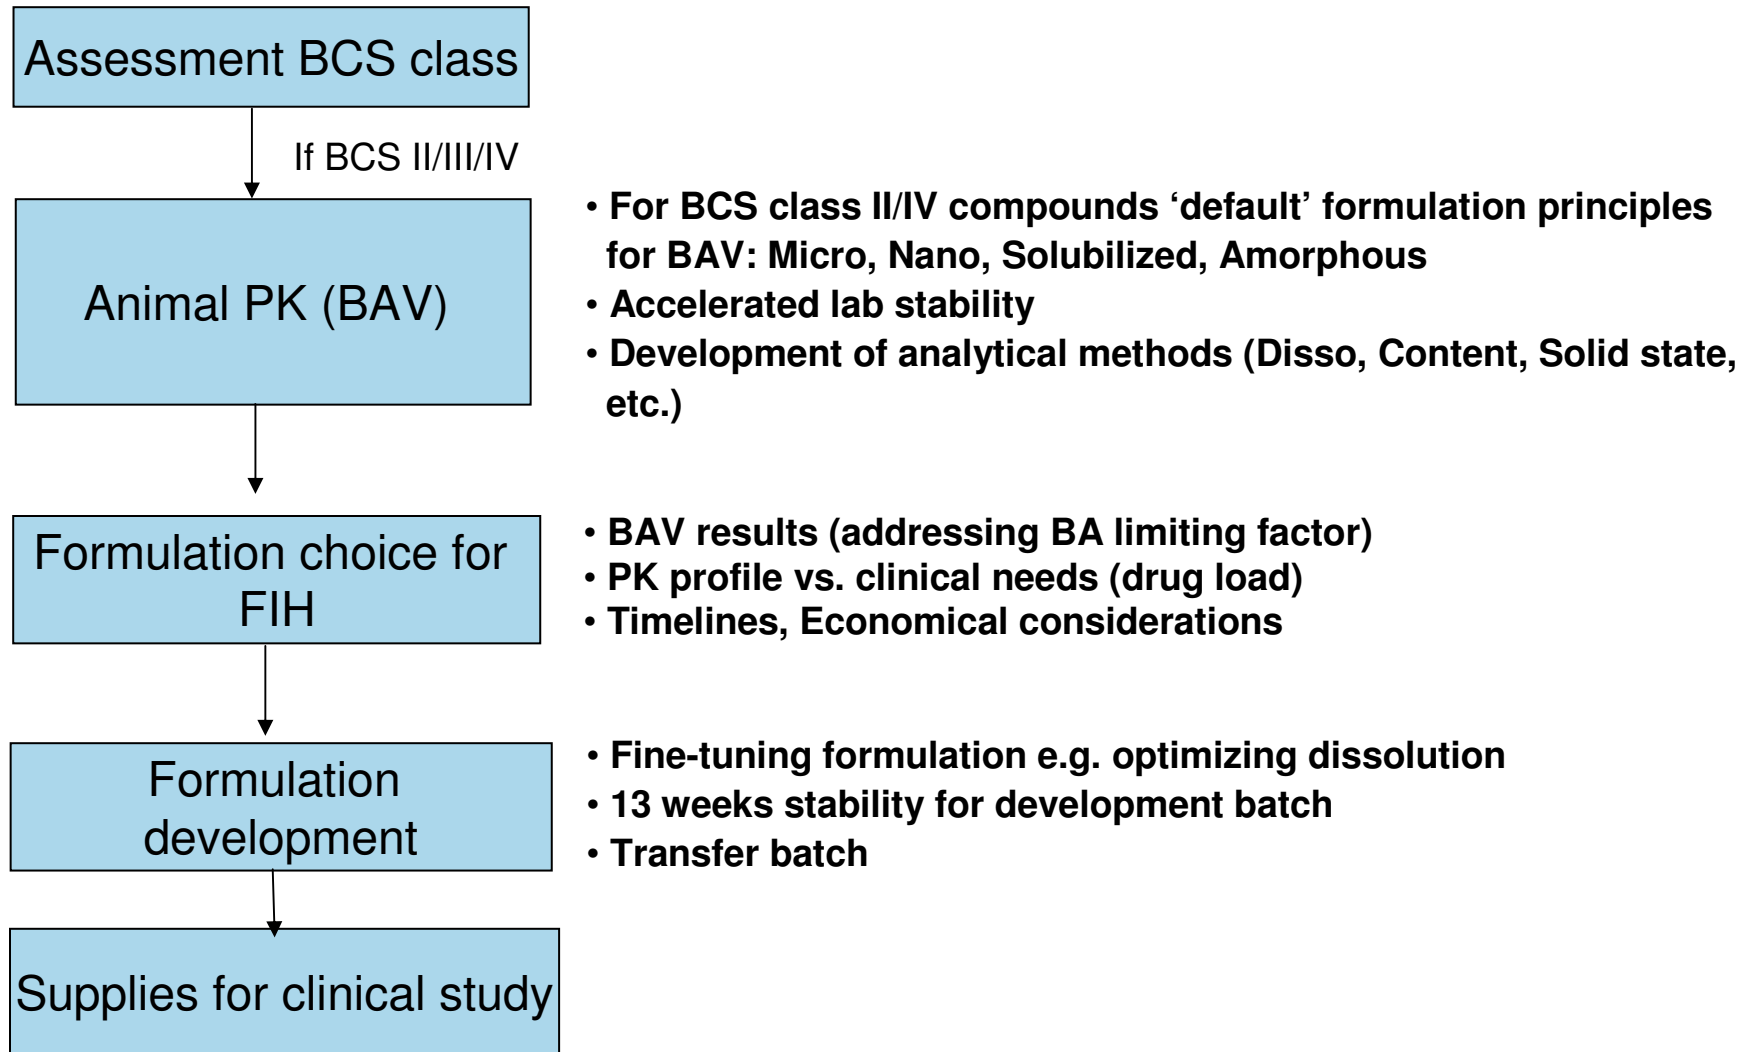 Assessment BCS class
If BCS II/III/IV
Animal PK (BAV)
• For BCS class II/IV compounds ‘default’ formulation principles
for BAV: Micro, Nano, Solubilized, Amorphous
• Accelerated lab stability
• Development of analytical methods (Disso, Content, Solid state,
etc.)
Formulation choice for
FIH
• BAV results (addressing BA limiting factor)
• PK profile vs. clinical needs (drug load)
• Timelines, Economical considerations
Formulation
development
• Fine-tuning formulation e.g. optimizing dissolution
• 13 weeks stability for development batch
• Transfer batch
Supplies for clinical study